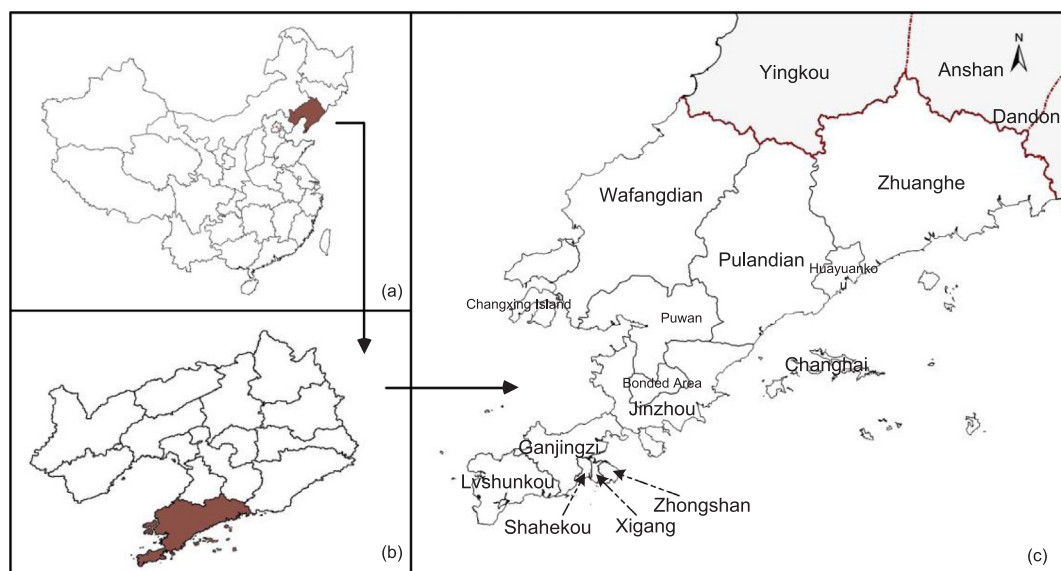 (a)
(b)
N
Yingkou
Anshan
Dandon
Wafangdian
Zhuanghe
Pulandian
Huayuanko
u
Changxing Island
Puwan
Changhai
Bonded Area
Jinzhou
Ganjingzi
Lvshunkou
Zhongshan
Shahekou
Xigang
(c)